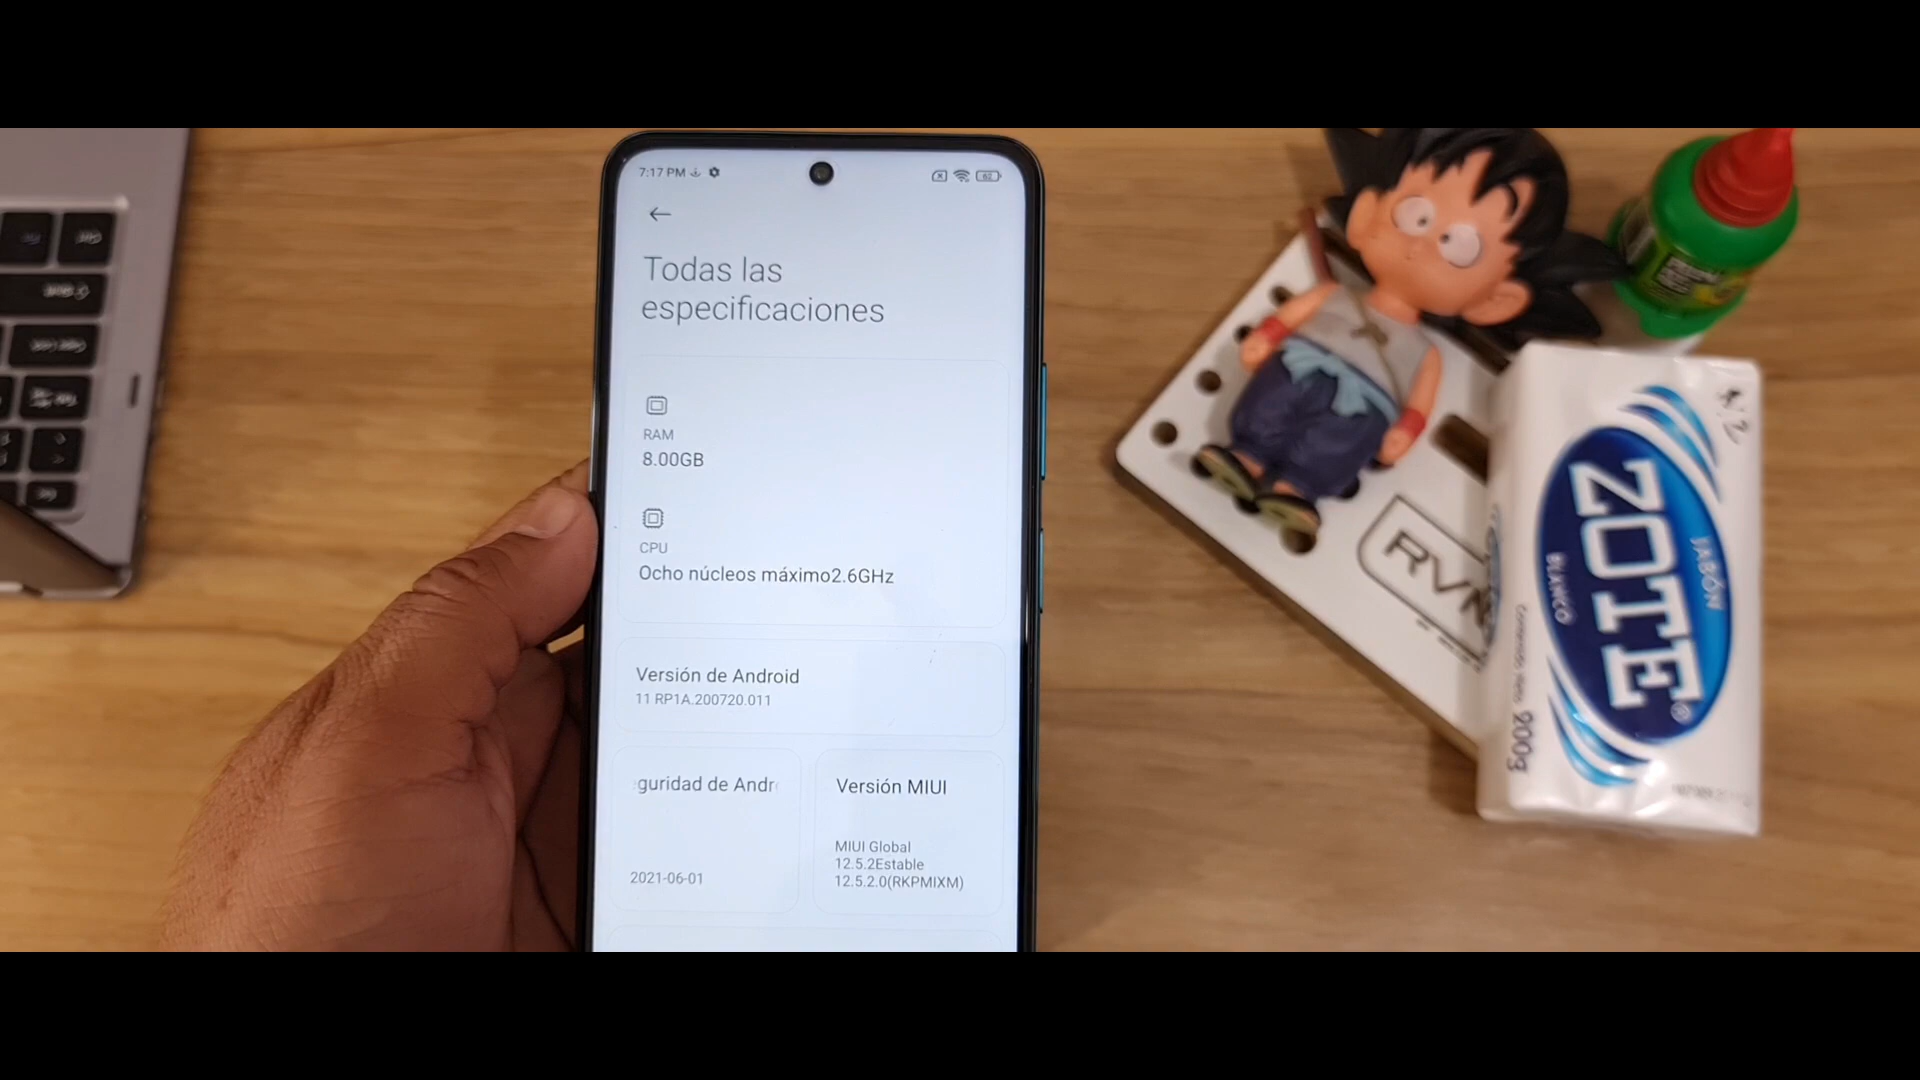 7:17 PM
62
Todas las
especificaciones
RAM
8.00GB
CPU
Ocho núcleos máximo2.6GHz
Versión de Android
11 RP1A.200720.011
guridad de Andr
2021-06-01
Versión MIUI
MIUI Global
12.5.2Estable
12.5.2.0(RKPMIXM)
RVN
JABÓN
ZOTE®
BLANCO
200g